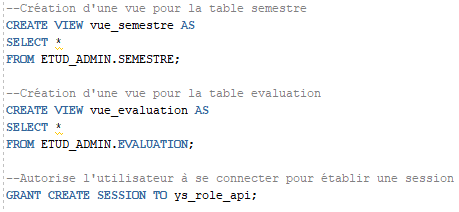 --Création d'une vue pour la table semestre
CREATE VIEW vue_semestre AS
SELECT *
FROM ETUD_ADMIN.SEMESTRE;
--Création d'une vue pour la table evaluation
CREATE VIEW vue_evaluation AS
SELECT *
FROM ETUD_ADMIN.EVALUATION;
--Autorise l'utilisateur à se connecter pour établir une session
GRANT CREATE SESSION TO ys_role_api;